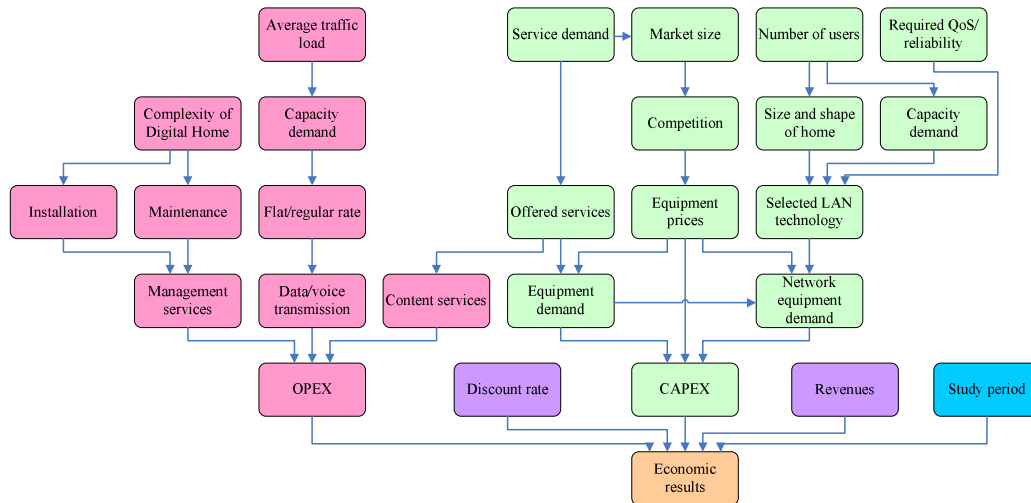 Average traffic
load
Service demand
Market size
Number of users
Required QoS/
reliability
Complexity of
Digital Home
Capacity
demand
Competition
Size and shape
of home
Capacity
demand
Installation
Maintenance
Flat/regular rate
Offered services
Equipment
prices
Selected LAN
technology
Management
services
Data/voice
transmission
Content services
Equipment
demand
Network
equipment
demand
OPEX
Discount rate
CAPEX
Revenues
Study period
Economic
results